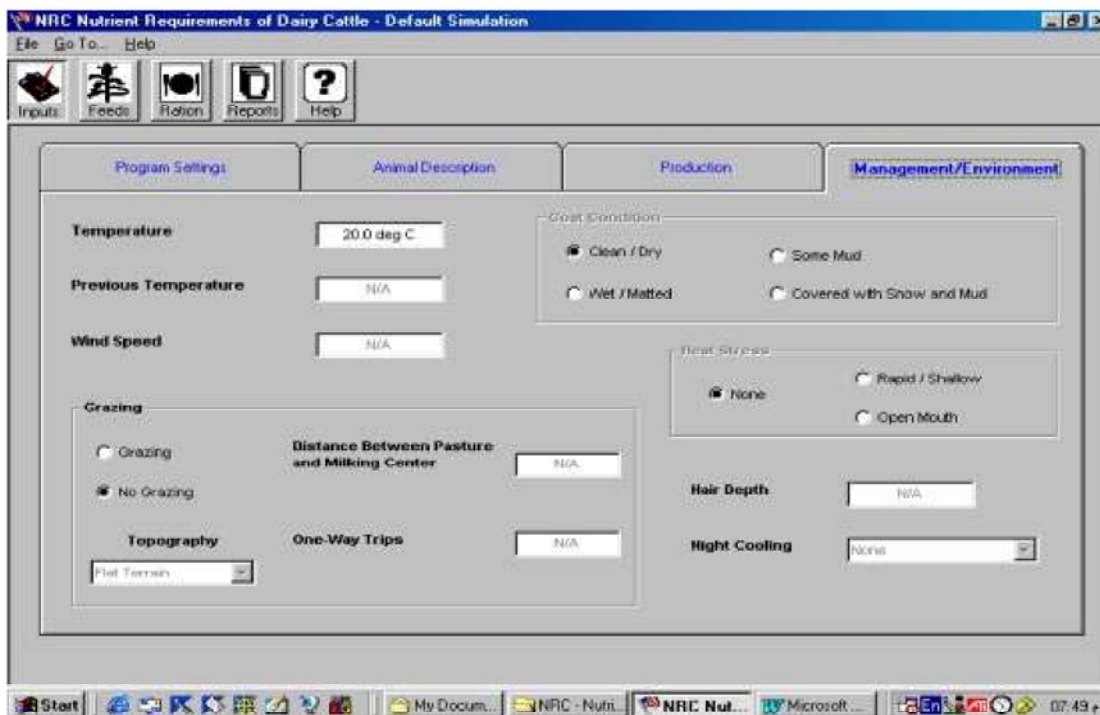 NRC Nutrient Requirements of Dairy Cattle - Default Simulation
File Go To... Help
Inputs Feeds Ration Reports Help
Program Settings Animal Description Production Management/Environment
Temperature 20.0 deg C
Previous Temperature N/A
Wind Speed N/A
Coat Condition
Clean / Dry Some Mud
Wet / Matted Covered with Snow and Mud
Heat Stress
None
Rapid / Shallow
Open Mouth
Grazing
Grazing
No Grazing
Distance Between Pasture
and Milking Center N/A
Topography
Flat Terrain
One-Way Trips N/A
Hair Depth N/A
Night Cooling None
Start My Docum... NRC - Nutri... NRC Nut... Microsoft ... En 07:49 م